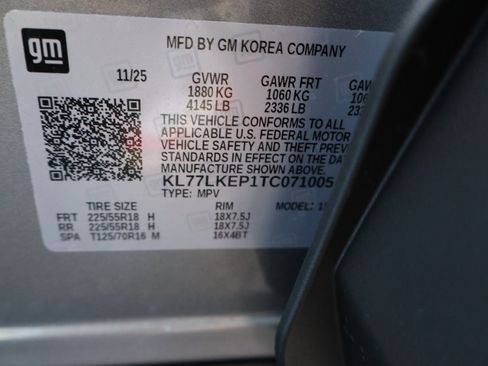 gm
MFD BY GM KOREA COMPANY
11/25 GVWR GAWR FRT GAWR
1880 KG 1060 KG
4145 LB 2336 LB
THIS VEHICLE CONFORMS TO ALL
APPLICABLE U.S. FEDERAL MOTOR
VEHICLE SAFETY AND THEFT PREVE
STANDARDS IN EFFECT ON THE DA
MANUFACTURE SHOWN ABOVE.
KL77LKEP1TC071005
TYPE: MPV MODEL:
TIRE SIZE RIM
FRT 225/55R18 H 18X7.5J
RR 225/55R18 H 18X7.5J
SPA T125/70R16 M 16X4BT